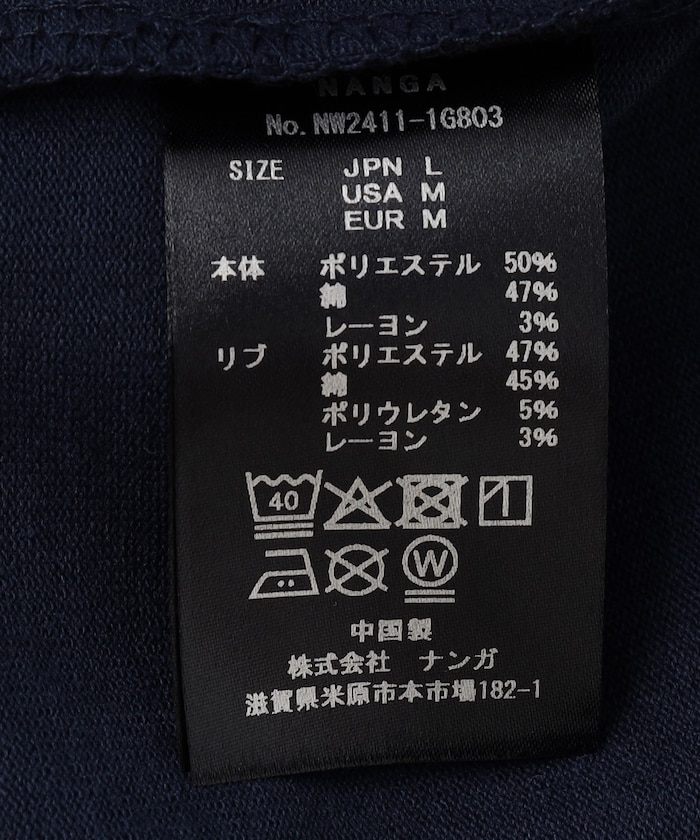 NANGA
No. NW2411-1G803
SIZE JPN L
USA M
EUR M
本体 ポリエステル 50%
綿 47%
レーヨン 3%
リブ ポリエステル 47%
綿 45%
ポリウレタン 5%
レーヨン 3%
40
W
中国製
株式会社 ナンガ
滋賀県米原市本市場182-1